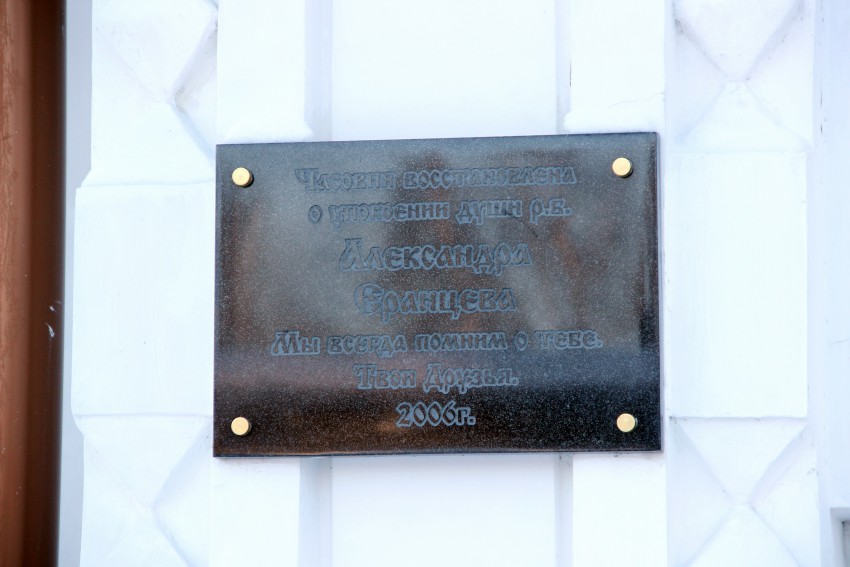 Часовня восстановлена
о упокоении души р.Б.
Александра
Еранцева
Мы всегда помним о тебе.
Твои Друзья.
2006г.